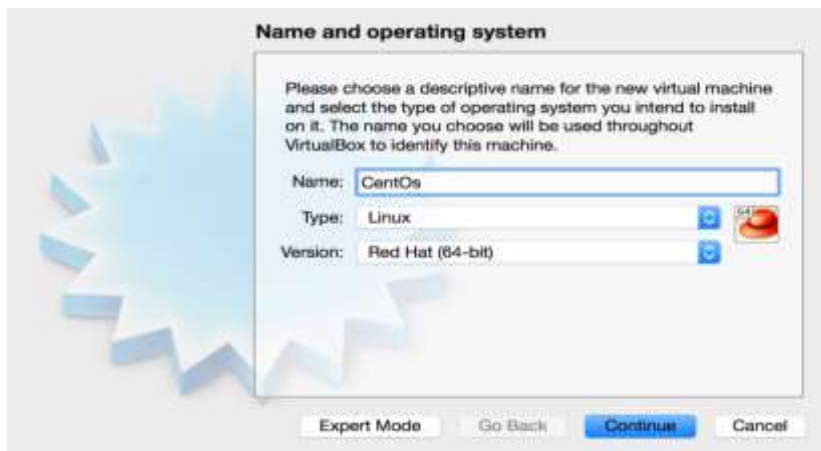 Name and operating system
Please choose a descriptive name for the new virtual machine
and select the type of operating system you intend to install
on it. The name you choose will be used throughout
VirtualBox to identify this machine.
Name: CentOs
Type: Linux
64
Version: Red Hat (64-bit)
Expert Mode Go Back Continue Cancel